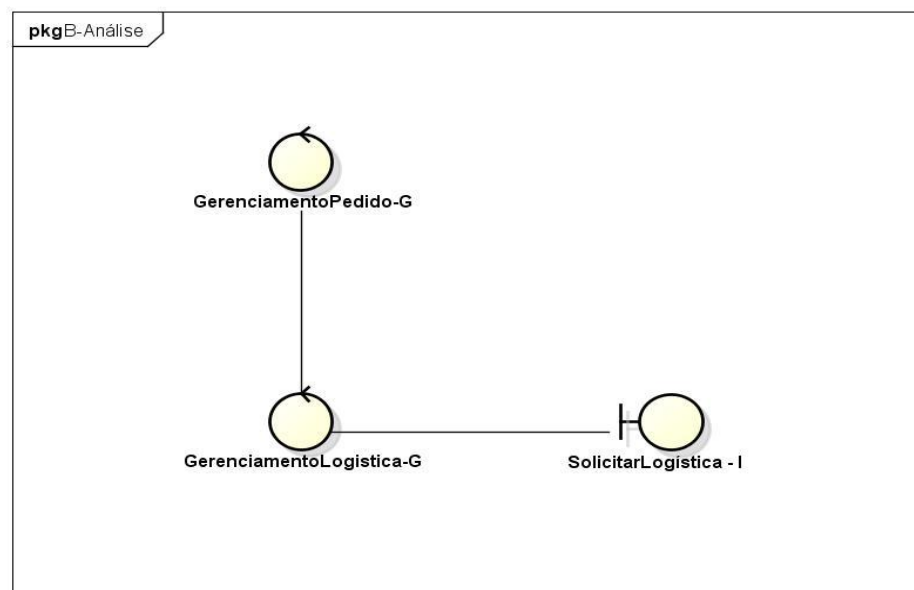 pkgB-Análise
GerenciamentoPedido-G
GerenciamentoLogistica-G
SolicitarLogística - I